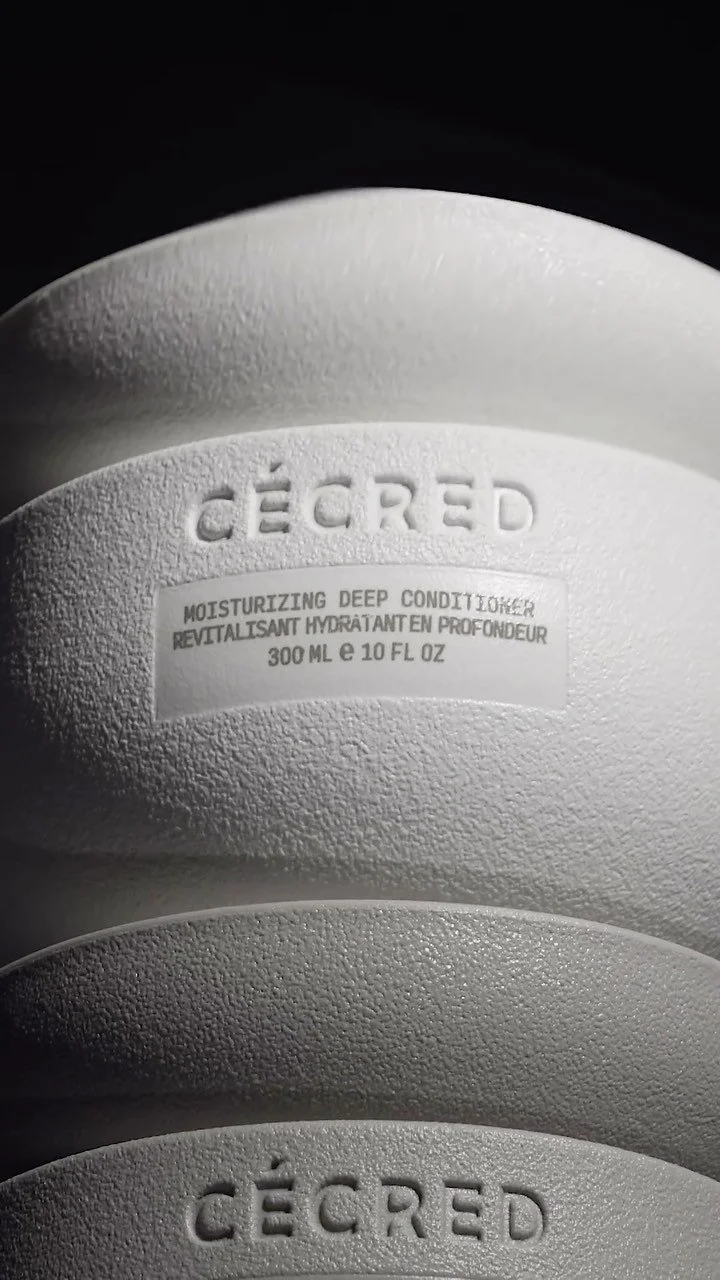 CÉCRED
MOISTURIZING DEEP CONDITIONER
REVITALISANT HYDRATANT EN PROFONDEUR
300 ML e 10 FL OZ
CÉCRED